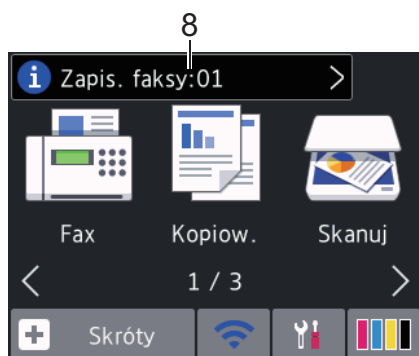 8
Zapis. faksy:01
Fax Kopiow. Skanuj
1 / 3
Skróty